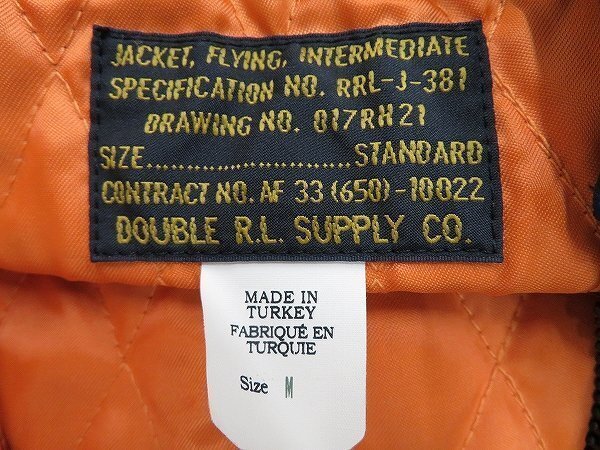 JACKET, FLYING, INTERMEDIATE
SPECIFICATION NO. RRL-J-381
DRAWING NO. 017RH21
SIZE............................STANDARD
CONTRACT NO. AF 33 (650)-10022
DOUBLE R.L. SUPPLY CO.
MADE IN
TURKEY
FABRIQUÉ EN
TURQUIE
Size M